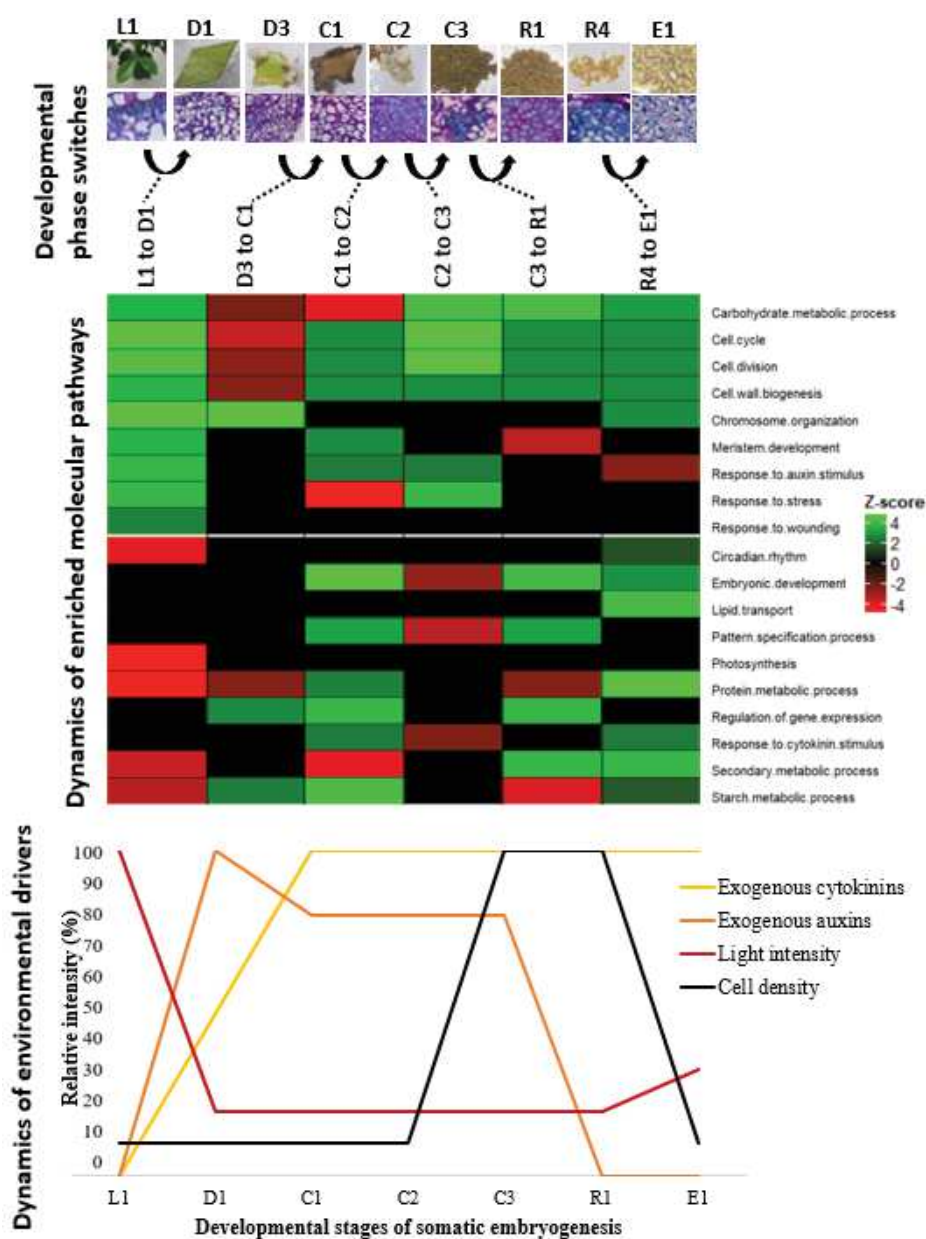 L1 D1 D3 C1 C2 C3 R1 R4 E1
Developmental
phase switches
L1 to D1
D3 to C1
C1 to C2
C2 to C3
C3 to R1
R4 to E1
Dynamics of enriched molecular pathways
Carbohydrate.metabolic.process
Cell.cycle
Cell.division
Cell.wall.biogenesis
Chromosome.organization
Meristem.development
Response.to.auxin.stimulus
Response.to.stress
Response.to.wounding
Circadian.rhythm
Embryonic.development
Lipid.transport
Pattern.specification.process
Photosynthesis
Protein.metabolic.process
Regulation.of.gene.expression
Response.to.cytokinin.stimulus
Secondary.metabolic.process
Starch.metabolic.process
Z-score
4
2
0
-2
-4
Dynamics of environmental drivers
Relative intensity (%)
100
90
80
70
60
50
40
30
20
10
0
Exogenous cytokinins
Exogenous auxins
Light intensity
Cell density
L1 D1 C1 C2 C3 R1 E1
Developmental stages of somatic embryogenesis